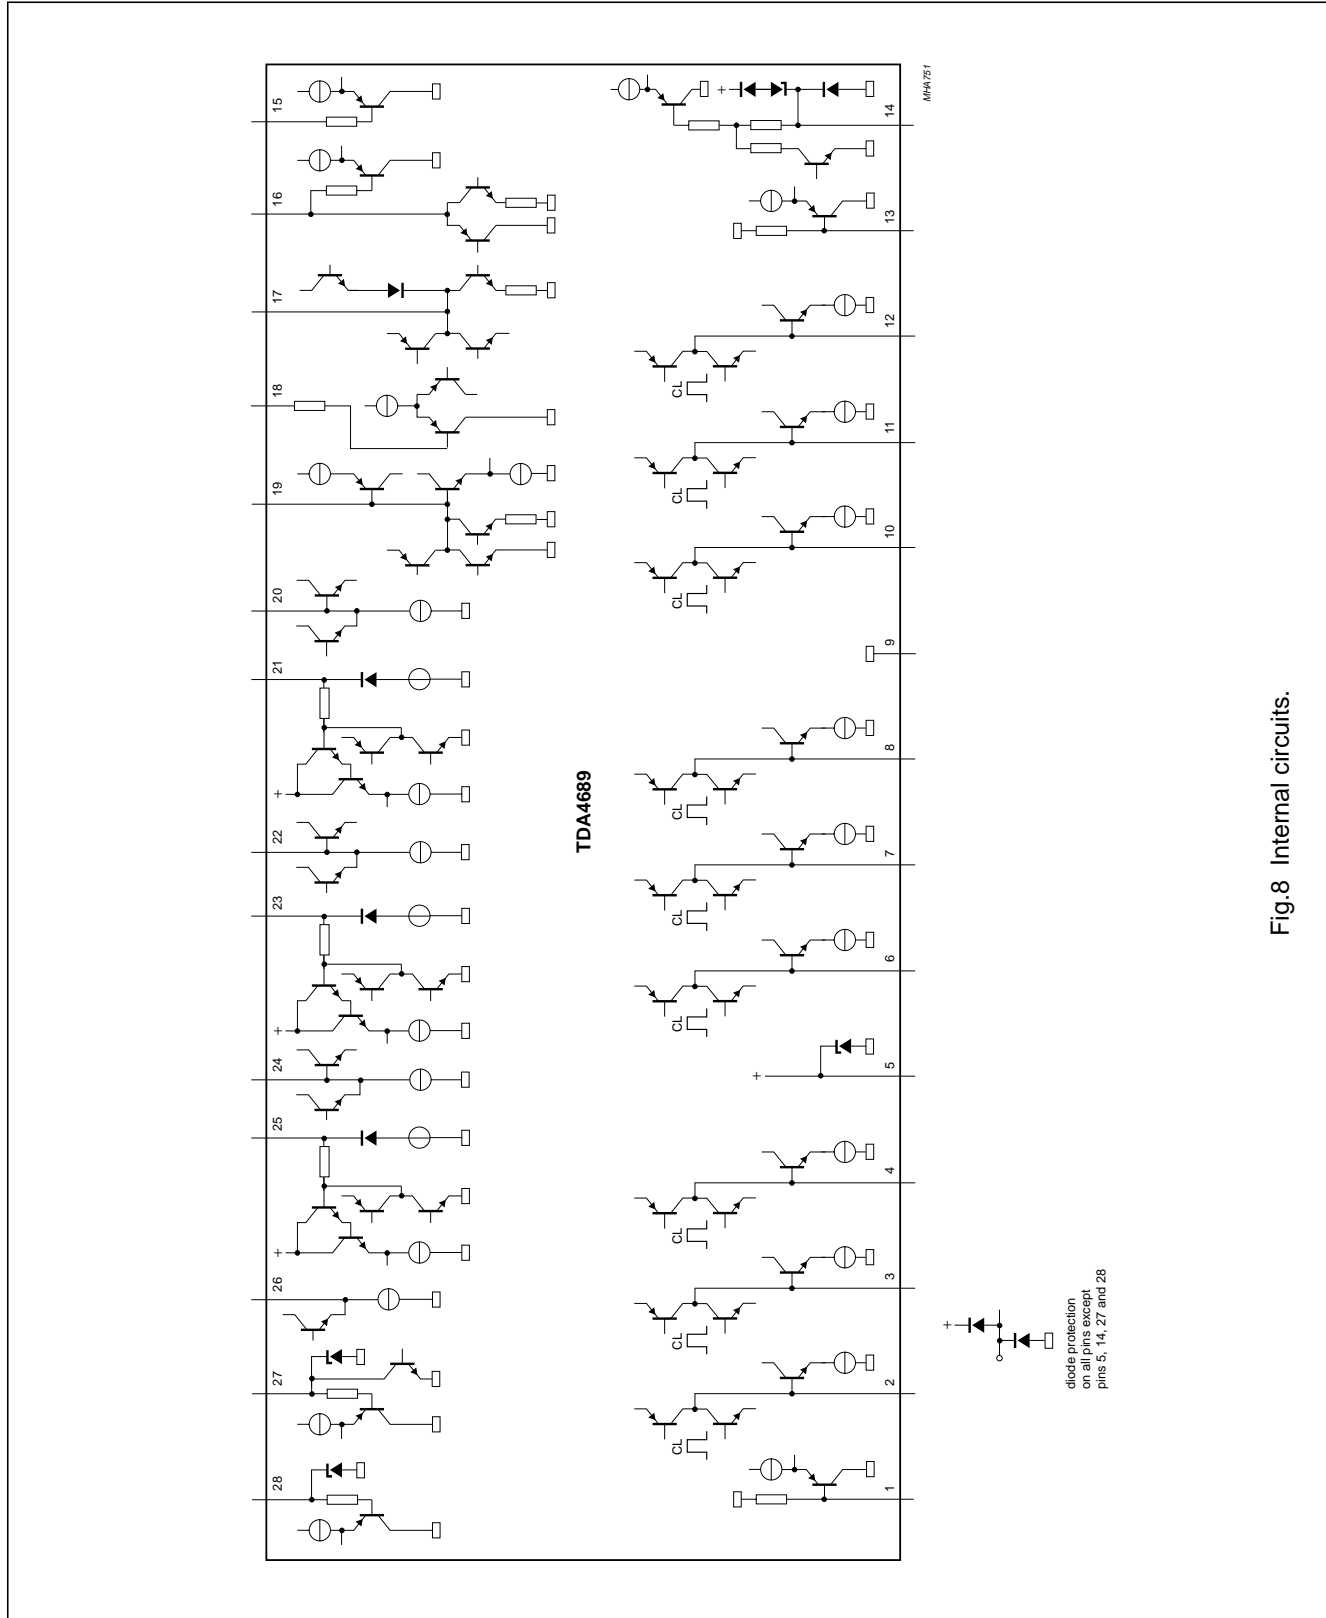 15
16
17
18
19
20
21
+
22
23
+
24
25
+
26
27
28
TDA4689
14
+
13
12
CL
11
CL
10
CL
9
8
CL
7
CL
6
CL
5
+
4
CL
3
CL
2
CL
1
MHA751
+
diode protection
on all pins except
pins 5, 14, 27 and 28
Fig.8 Internal circuits.